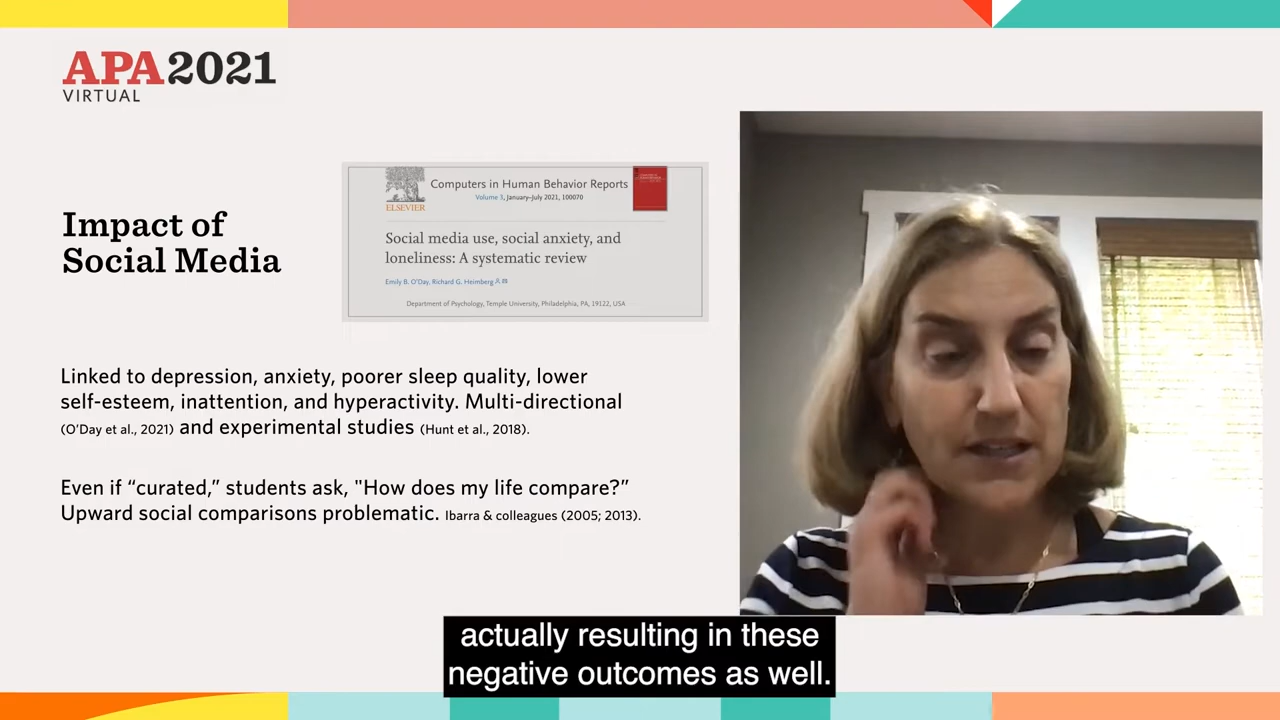 APA2021
VIRTUAL
Impact of
Social Media
ELSEVIER
Computers in Human Behavior Reports
Volume 3, January–July 2021, 100070
Social media use, social anxiety, and
loneliness: A systematic review
Emily B. O'Day, Richard G. Heimberg
Department of Psychology, Temple University, Philadelphia, PA, 19122, USA
Linked to depression, anxiety, poorer sleep quality, lower
self-esteem, inattention, and hyperactivity. Multi-directional
(O’Day et al., 2021) and experimental studies (Hunt et al., 2018).
Even if “curated,” students ask, "How does my life compare?”
Upward social comparisons problematic. Ibarra & colleagues (2005; 2013).
actually resulting in these
negative outcomes as well.